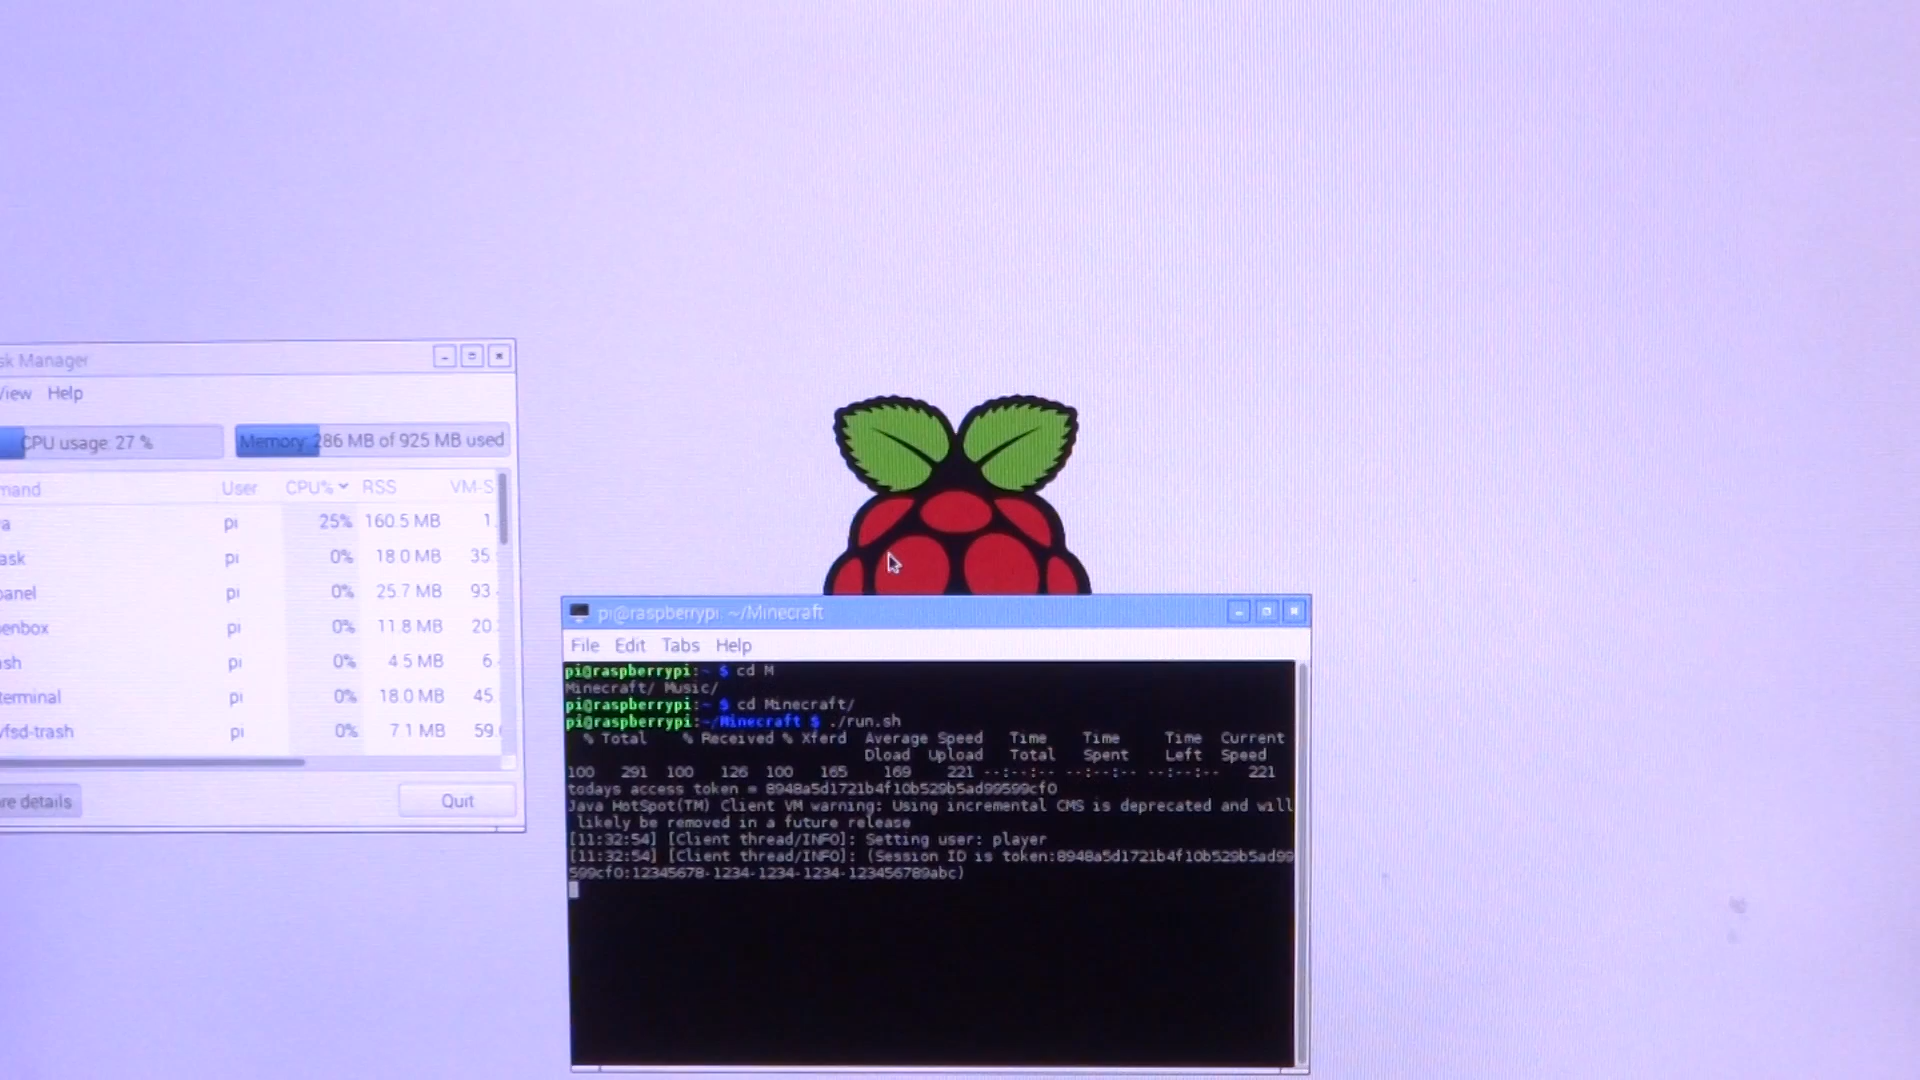 sk Manager
View Help
CPU usage: 27 %
Memory: 286 MB of 925 MB used
mand User CPU% RSS VM-S
a pi 25% 160.5 MB 1.
ask pi 0% 18.0 MB 35
panel pi 0% 25.7 MB 93
enbox pi 0% 11.8 MB 20
sh pi 0% 4.5 MB 6
terminal pi 0% 18.0 MB 45
vfsd-trash pi 0% 7.1 MB 59
re details
Quit
pi@raspberrypi: ~/Minecraft
File Edit Tabs Help
pi@raspberrypi:~ $ cd M
Minecraft/ Music/
pi@raspberrypi:~ $ cd Minecraft/
pi@raspberrypi:~/Minecraft $ ./run.sh
% Total % Received % Xferd Average Speed Time Time Time Current
Dload Upload Total Spent Left Speed
100 291 100 126 100 165 169 221 --:--:-- --:--:-- --:--:-- 221
todays access token = 8948a5d1721b4f10b529b5ad99599cf0
Java HotSpot(TM) Client VM warning: Using incremental CMS is deprecated and will
likely be removed in a future release
[11:32:54] [Client thread/INFO]: Setting user: player
[11:32:54] [Client thread/INFO]: (Session ID is token:8948a5d1721b4f10b529b5ad99
599cf0:12345678-1234-1234-1234-123456789abc)